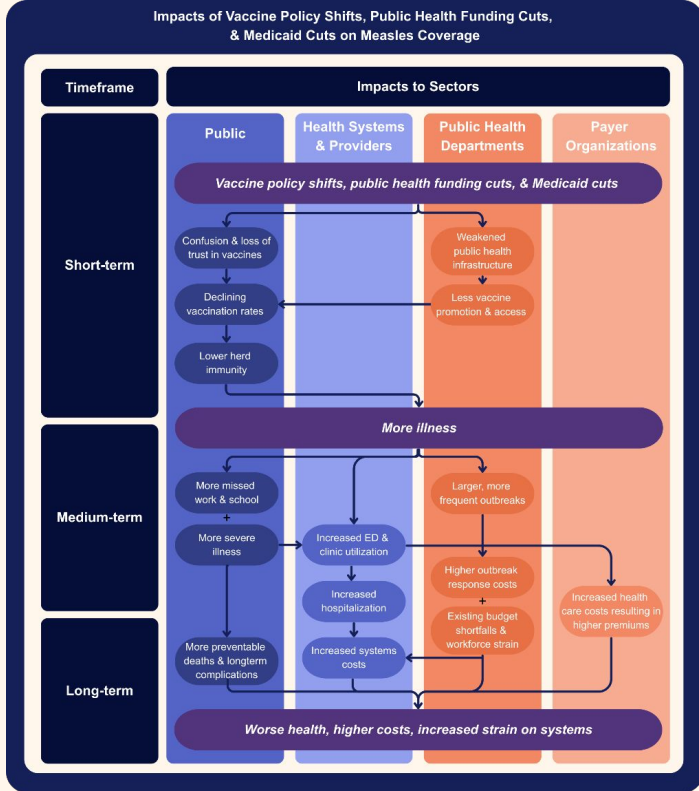 Impacts of Vaccine Policy Shifts, Public Health Funding Cuts,
& Medicaid Cuts on Measles Coverage
Timeframe
Impacts to Sectors
Public
Health Systems
& Providers
Public Health
Departments
Payer
Organizations
Short-term
Vaccine policy shifts, public health funding cuts, & Medicaid cuts
Confusion & loss of
trust in vaccines
Weakened
public health
infrastructure
Declining
vaccination rates
Less vaccine
promotion & access
Lower herd
immunity
More illness
Medium-term
More missed
work & school
+
More severe
illness
Increased ED &
clinic utilization
Increased
hospitalization
Larger, more
frequent outbreaks
Higher outbreak
response costs
+
Existing budget
shortfalls &
workforce strain
Increased health
care costs resulting in
higher premiums
Long-term
More preventable
deaths & longterm
complications
Increased systems
costs
Worse health, higher costs, increased strain on systems